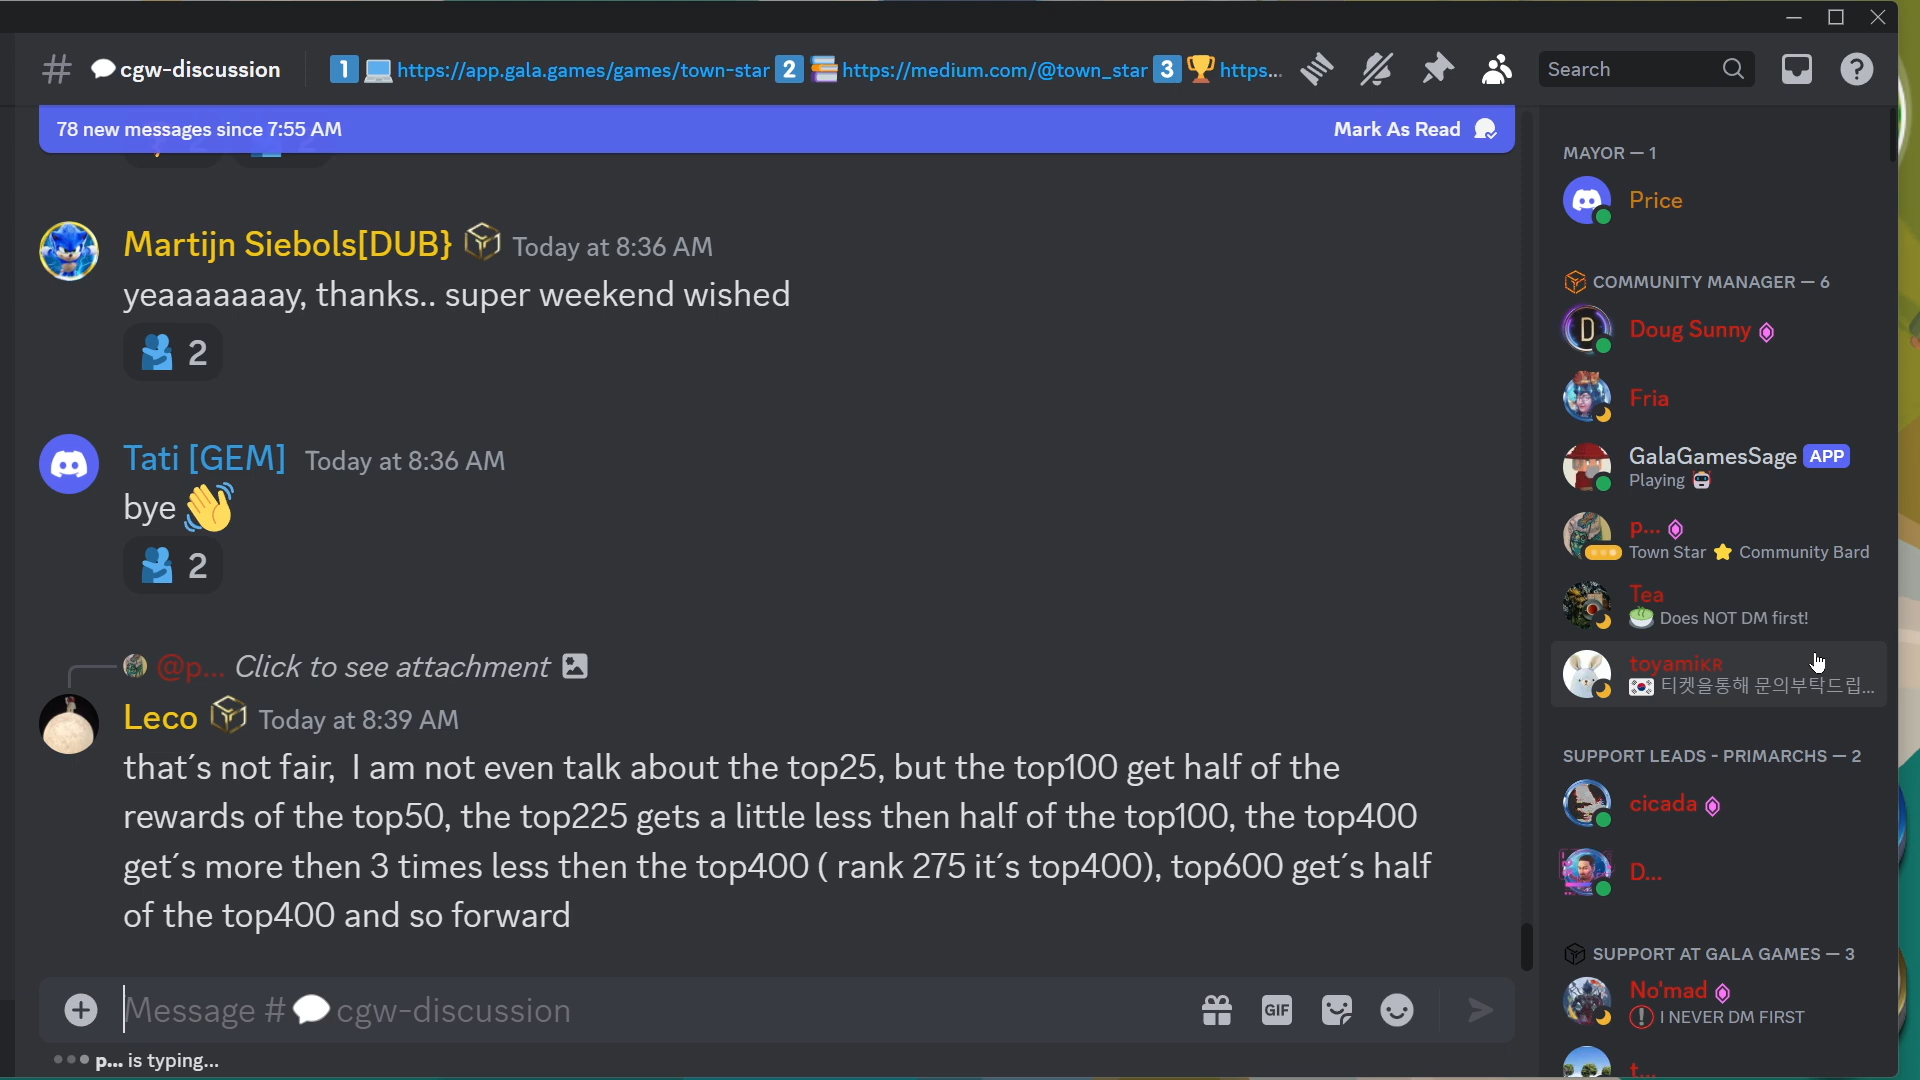 cgw-discussion
1 https://app.gala.games/games/town-star 2 https://medium.com/@town_star 3 https...
Search
78 new messages since 7:55 AM
Mark As Read
Martijn Siebols[DUB} Today at 8:36 AM
yeaaaaaaay, thanks.. super weekend wished
2
Tati [GEM] Today at 8:36 AM
bye
2
@p... Click to see attachment
Leco Today at 8:39 AM
that´s not fair, I am not even talk about the top25, but the top100 get half of the
rewards of the top50, the top225 gets a little less then half of the top100, the top400
get´s more then 3 times less then the top400 ( rank 275 it´s top400), top600 get´s half
of the top400 and so forward
Message # cgw-discussion
GIF
p... is typing...
MAYOR — 1
Price
COMMUNITY MANAGER — 6
Doug Sunny
Fria
GalaGamesSage APP
Playing
p...
Town Star Community Bard
Tea
Does NOT DM first!
toyamiKR
티켓을통해 문의부탁드립...
SUPPORT LEADS - PRIMARCHS — 2
cicada
D...
SUPPORT AT GALA GAMES — 3
No'mad
I NEVER DM FIRST
t...